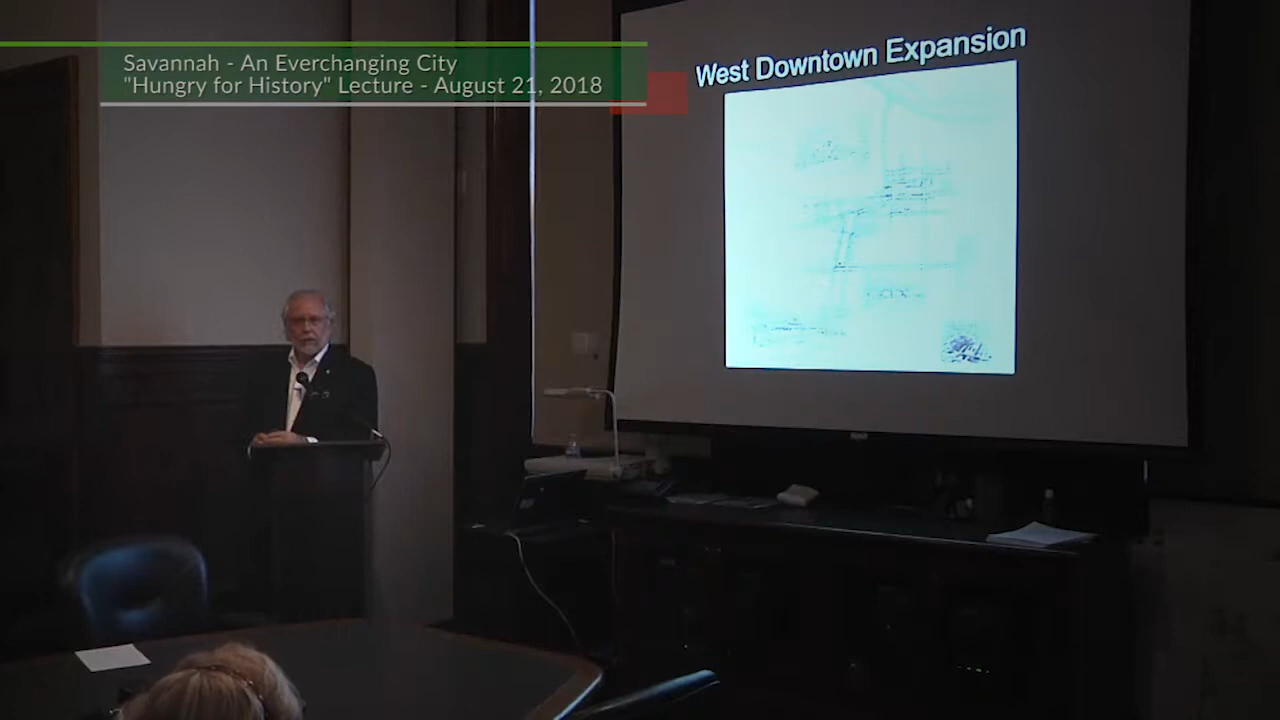 Savannah - An Everchanging City
"Hungry for History" Lecture - August 21, 2018
West Downtown Expansion